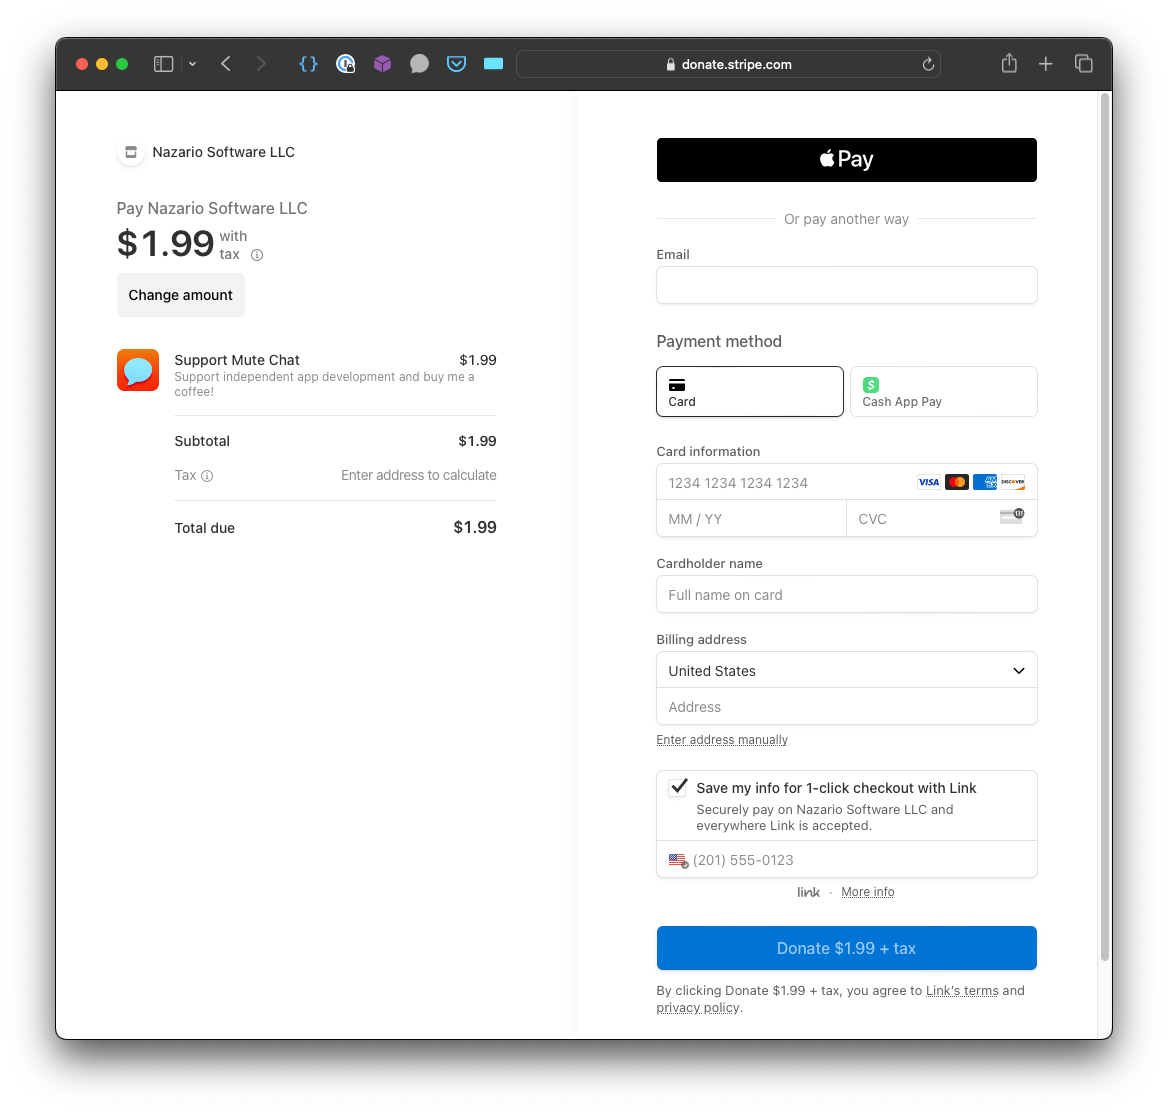 donate.stripe.com
Nazario Software LLC
Pay Nazario Software LLC
$1.99 with
tax
Change amount
Support Mute Chat $1.99
Support independent app development and buy me a
coffee!
Subtotal $1.99
Tax Enter address to calculate
Total due $1.99
Pay
Or pay another way
Email
Payment method
Card
$
Cash App Pay
Card information
1234 1234 1234 1234 VISA AM EX DISCOVER
MM / YY CVC 135
Cardholder name
Full name on card
Billing address
United States
Address
Enter address manually
Save my info for 1-click checkout with Link
Securely pay on Nazario Software LLC and
everywhere Link is accepted.
(201) 555-0123
link · More info
Donate $1.99 + tax
By clicking Donate $1.99 + tax, you agree to Link's terms and
privacy policy.